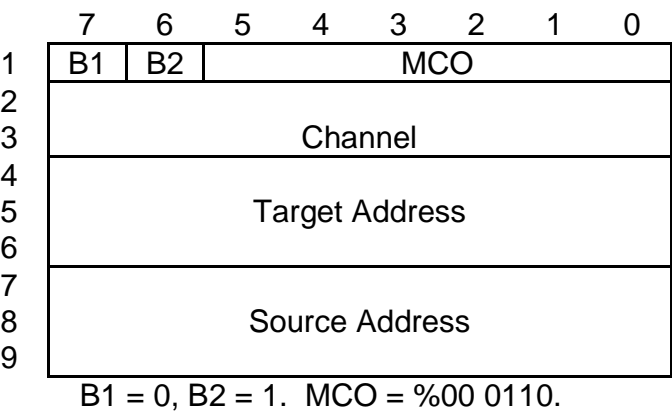 7 6 5 4 3 2 1 0
1 B1 B2 MCO
2
3 Channel
4
5 Target Address
6
7
8 Source Address
9
B1 = 0, B2 = 1.  MCO = %00 0110.